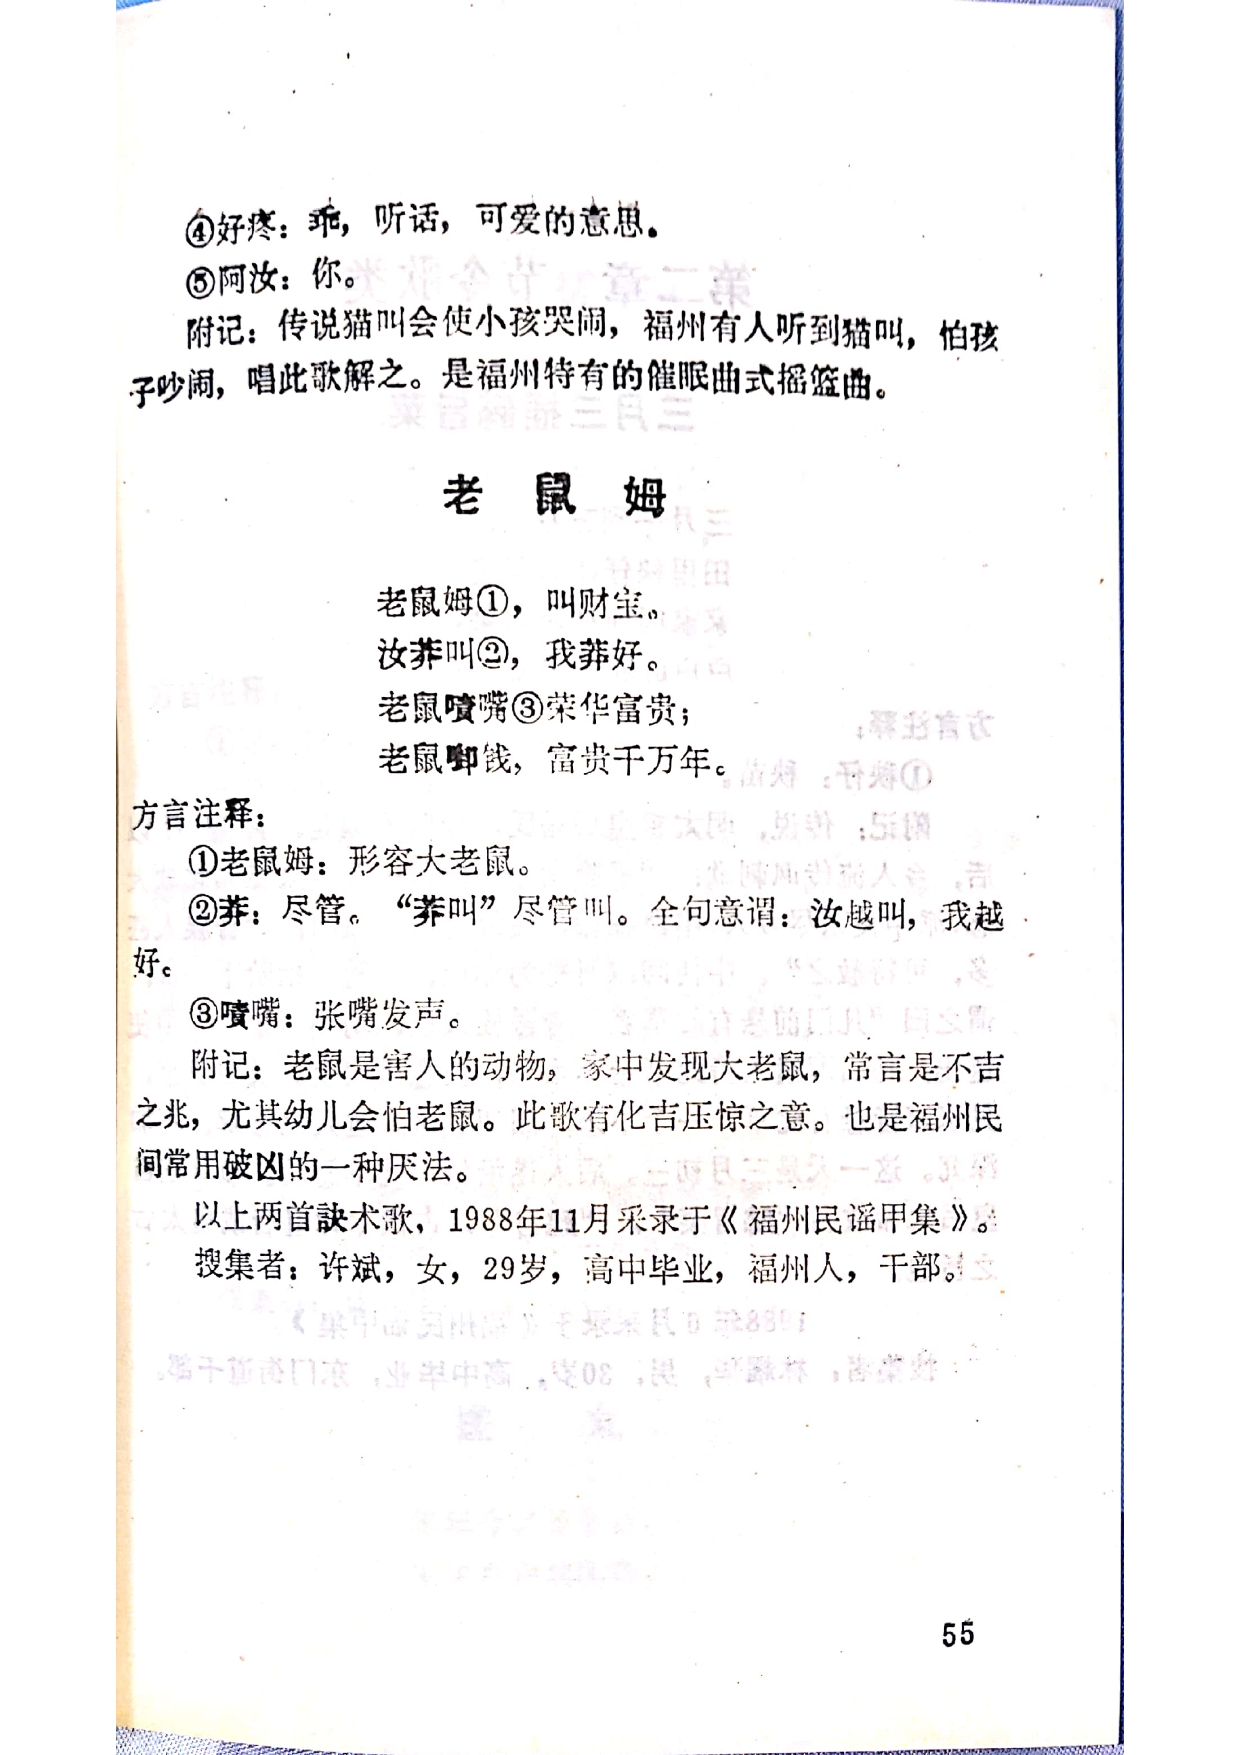 ④好疼：乖，听话，可爱的意思。
⑤阿汝：你。
附记：传说猫叫会使小孩哭闹，福州有人听到猫叫，怕孩
子吵闹，唱此歌解之。是福州特有的催眠曲式摇篮曲。
老鼠姆
老鼠姆①，叫财宝。
汝莽叫②，我莽好。
老鼠喷嘴③荣华富贵；
老鼠啣钱，富贵千万年。
方言注释：
①老鼠姆：形容大老鼠。
②莽：尽管。“莽叫”尽管叫。全句意谓：汝越叫，我越
好。
③喷嘴：张嘴发声。
附记：老鼠是害人的动物，家中发现大老鼠，常言是不吉
之兆，尤其幼儿会怕老鼠。此歌有化吉压惊之意。也是福州民
间常用破凶的一种厌法。
以上两首訣术歌，1988年11月采录于《福州民谣甲集》。
搜集者：许斌，女，29岁，高中毕业，福州人，干部。
55